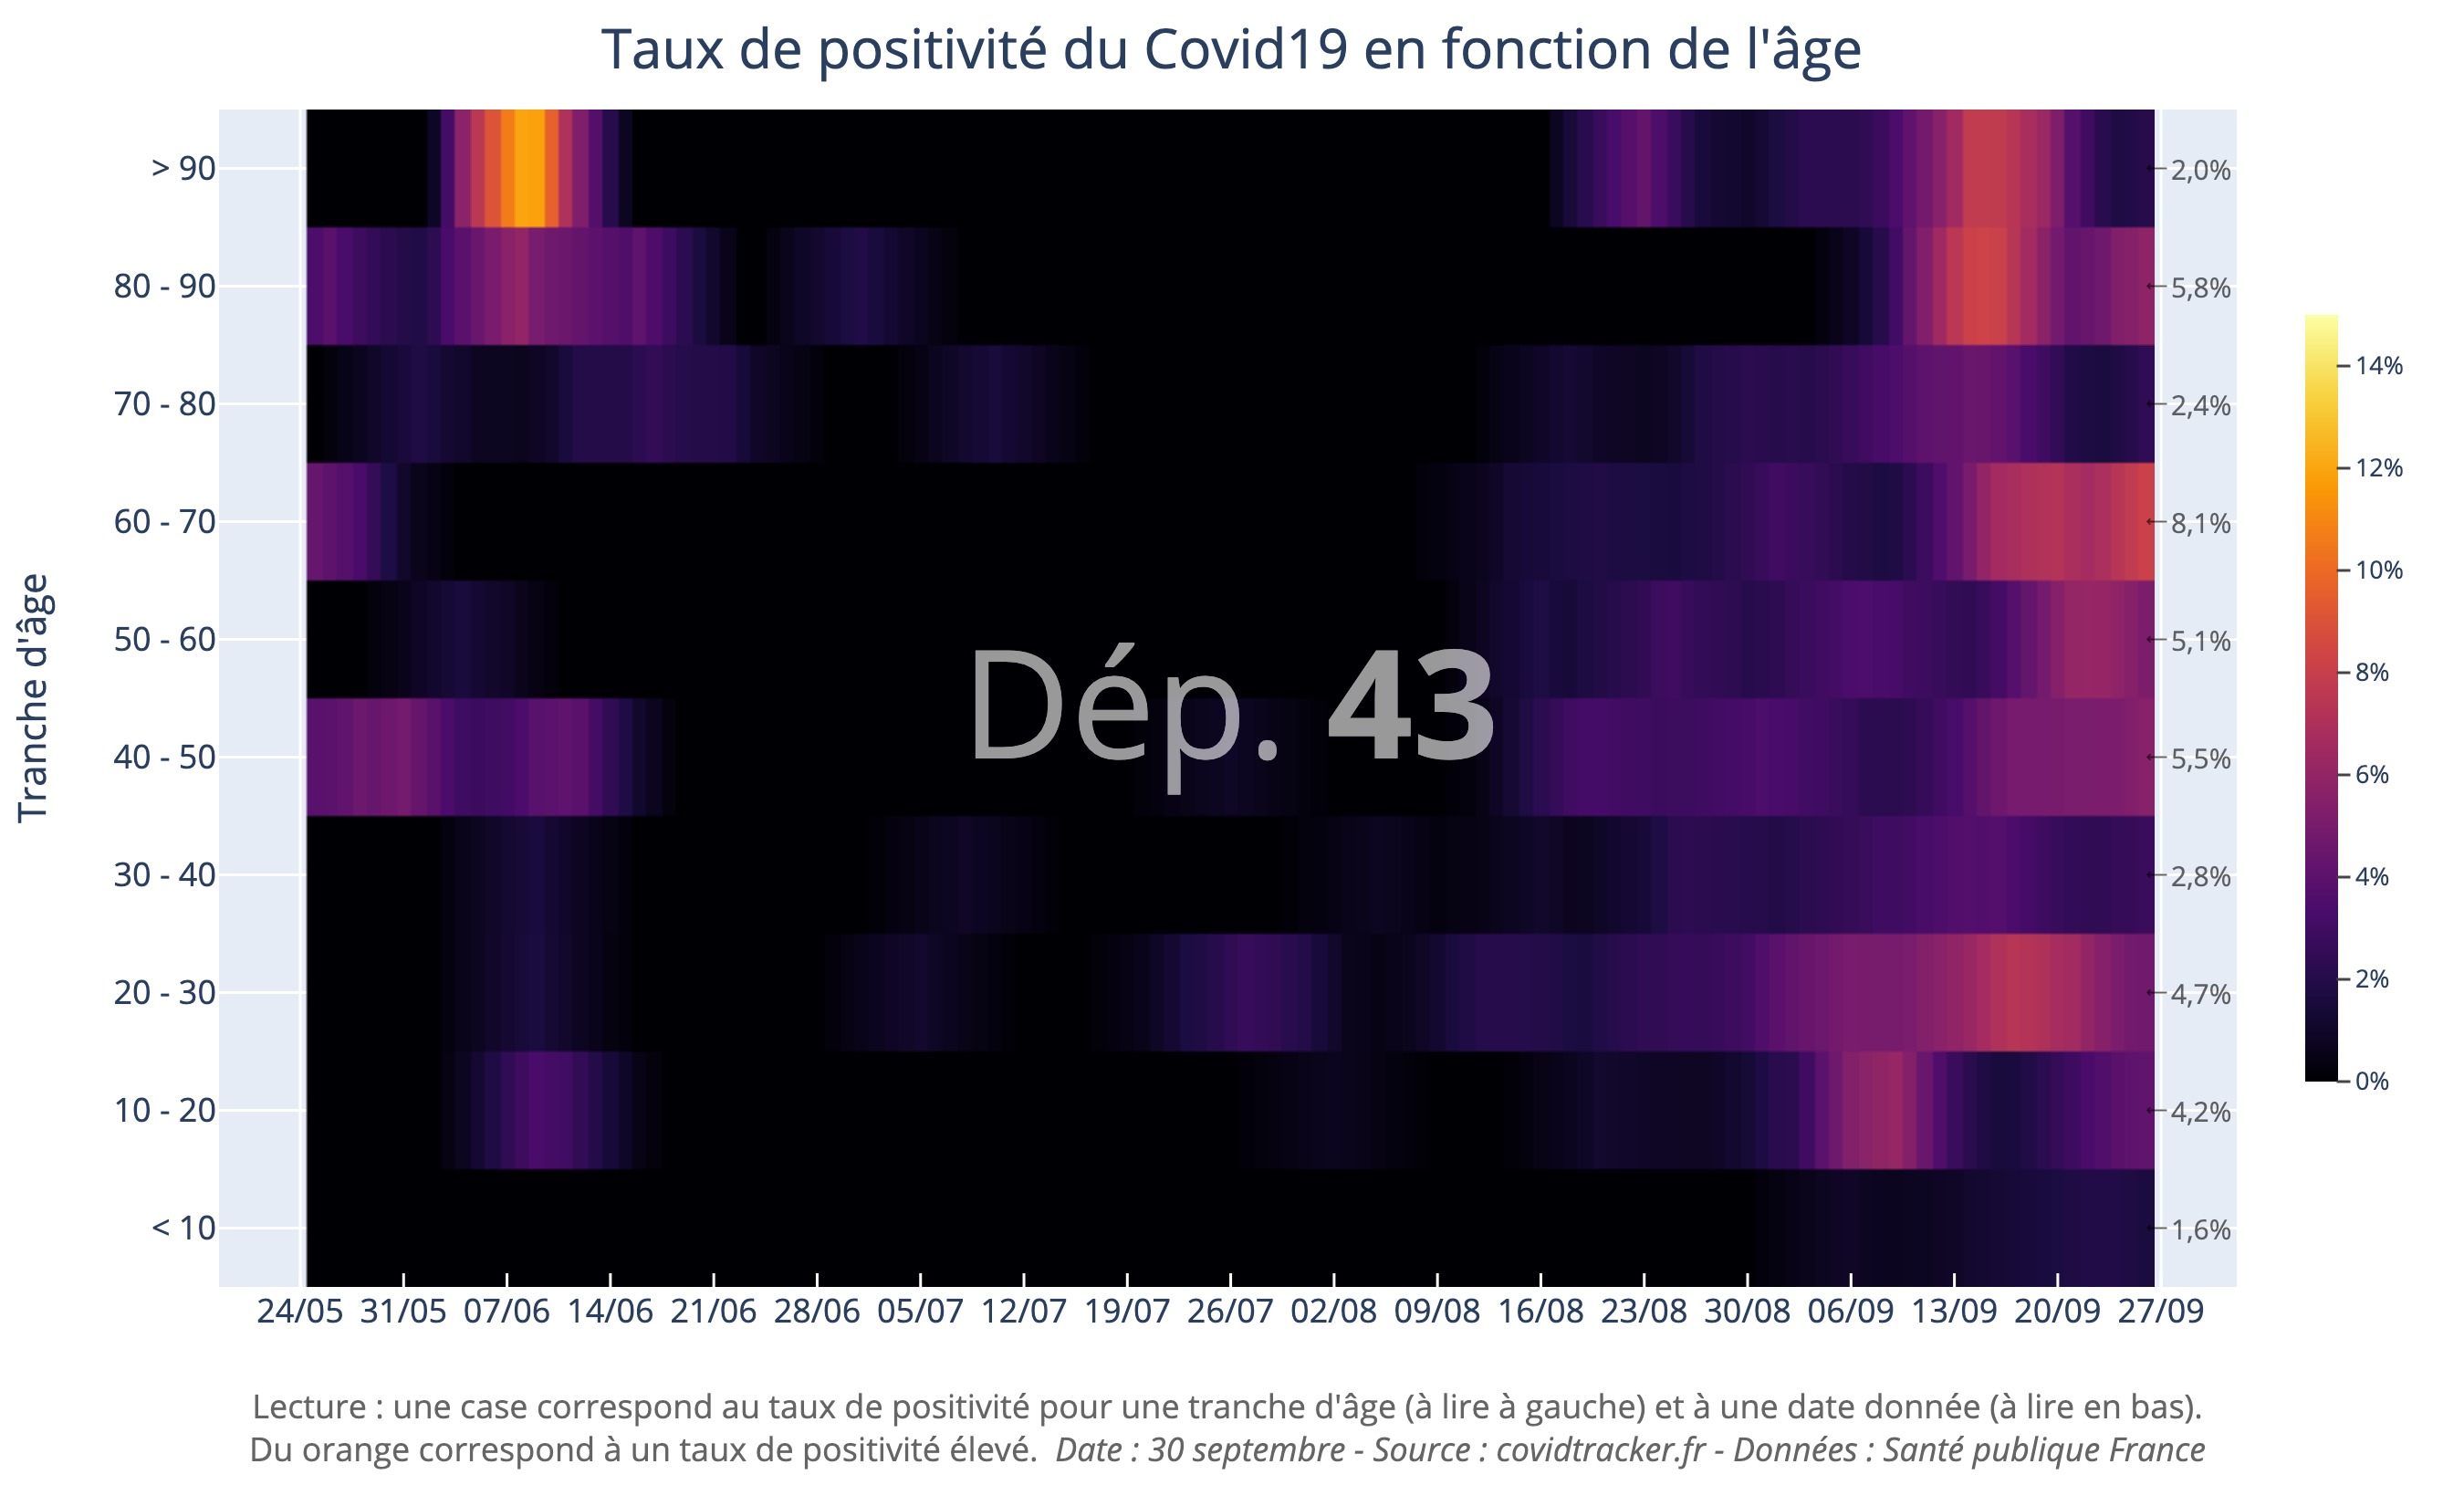 Taux de positivité du Covid19 en fonction de l'âge
Tranche d'âge
> 90
80 - 90
70 - 80
60 - 70
50 - 60
40 - 50
30 - 40
20 - 30
10 - 20
< 10
Dép. 43
2,0%
5,8%
2,4%
8,1%
5,1%
5,5%
2,8%
4,7%
4,2%
1,6%
14%
12%
10%
8%
6%
4%
2%
0%
24/05 31/05 07/06 14/06 21/06 28/06 05/07 12/07 19/07 26/07 02/08 09/08 16/08 23/08 30/08 06/09 13/09 20/09 27/09
Lecture : une case correspond au taux de positivité pour une tranche d'âge (à lire à gauche) et à une date donnée (à lire en bas).
Du orange correspond à un taux de positivité élevé. Date : 30 septembre - Source : covidtracker.fr - Données : Santé publique France